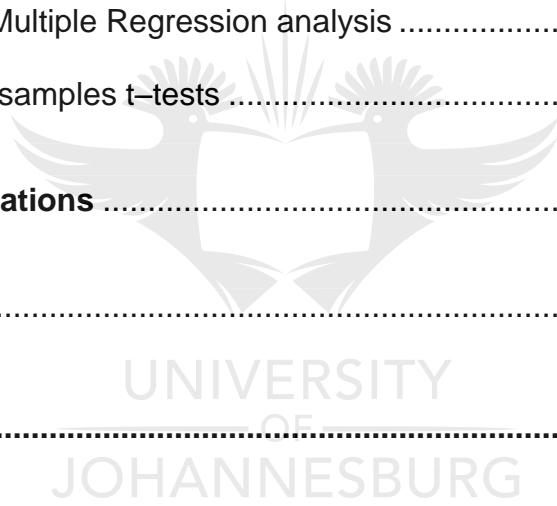 Multiple Regression analysis ..................
samples t–tests .....................................
ations .......................................................
........................................................................
UNIVERSITY
........................................................................
OF
JOHANNESBURG